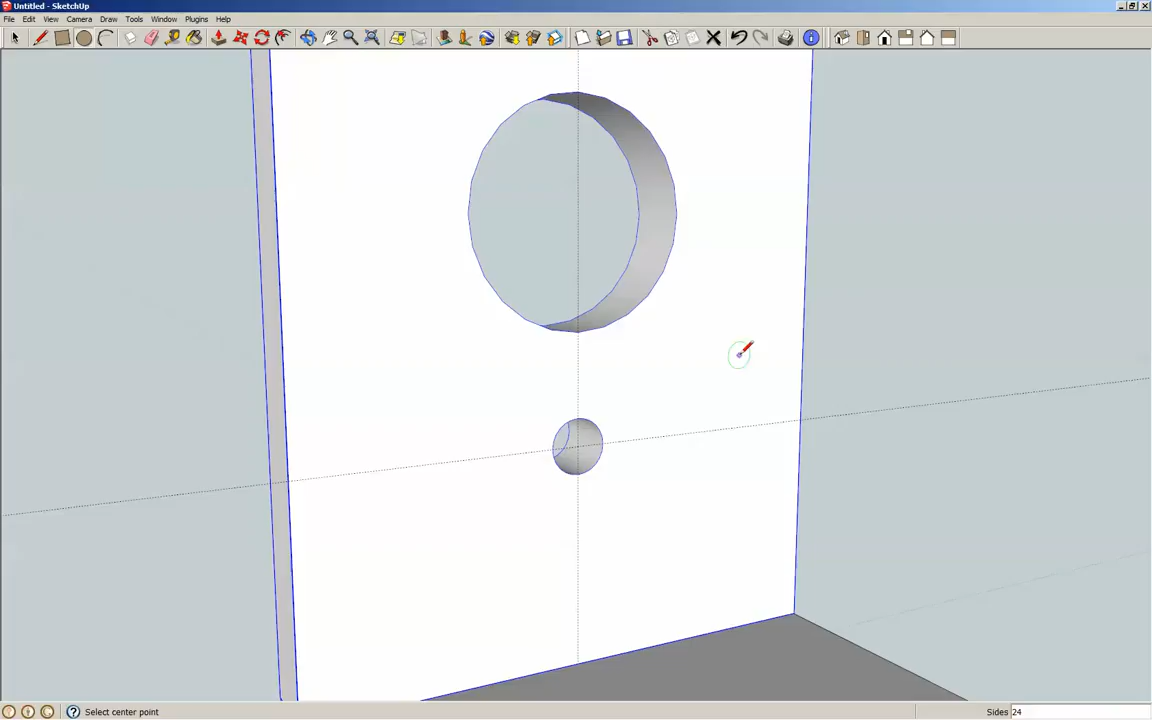 Untitled - SketchUp
File Edit View Camera Draw Tools Window Plugins Help
Select center point
Sides 24